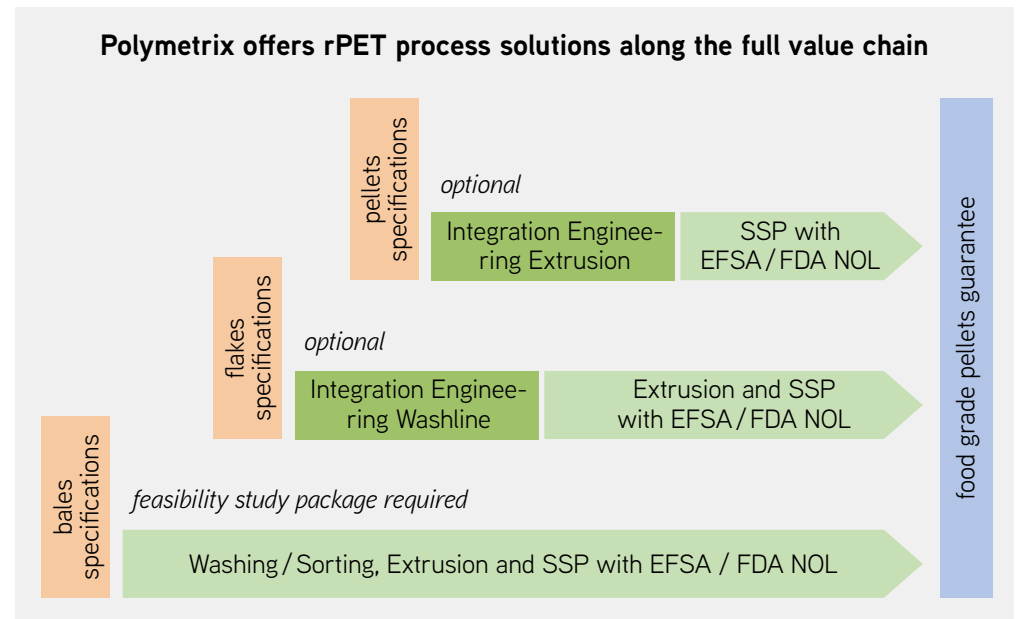 Polymetrix offers rPET process solutions along the full value chain
pellets
specifications
optional
Integration Enginee-
ring Extrusion
SSP with
EFSA / FDA NOL
flakes
specifications
optional
Integration Enginee-
ring Washline
Extrusion and SSP
with EFSA / FDA NOL
bales
specifications
feasibility study package required
Washing / Sorting, Extrusion and SSP with EFSA / FDA NOL
food grade pellets guarantee